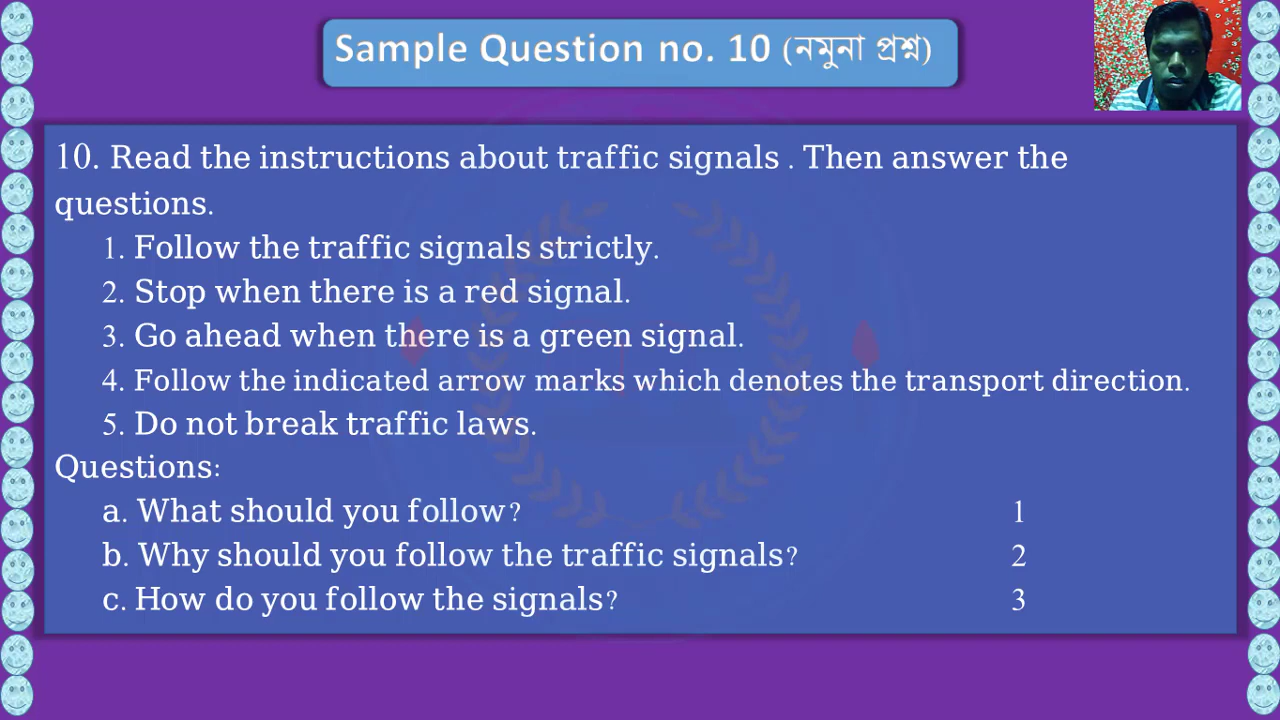 Sample Question no. 10 (নমুনা প্রশ্ন)
10. Read the instructions about traffic signals . Then answer the
questions.
1. Follow the traffic signals strictly.
2. Stop when there is a red signal.
3. Go ahead when there is a green signal.
4. Follow the indicated arrow marks which denotes the transport direction.
5. Do not break traffic laws.
Questions:
a. What should you follow? 1
b. Why should you follow the traffic signals? 2
c. How do you follow the signals? 3